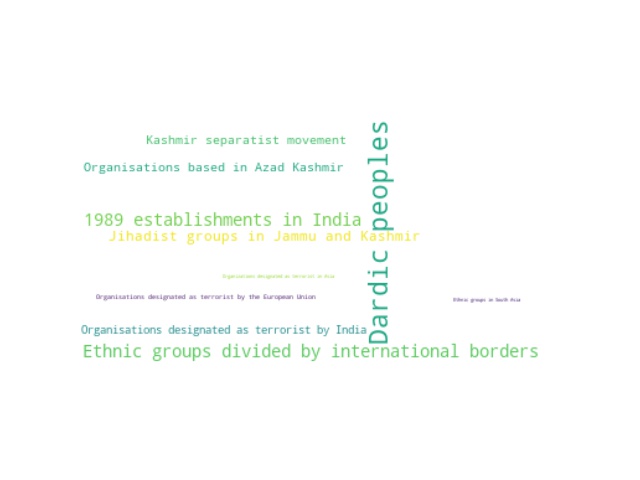 Kashmir separatist movement
Organisations based in Azad Kashmir
Dardic peoples
1989 establishments in India
Jihadist groups in Jammu and Kashmir
Organisations designated as terrorist in Asia
Organisations designated as terrorist by the European Union
Ethnic groups in South Asia
Organisations designated as terrorist by India
Ethnic groups divided by international borders